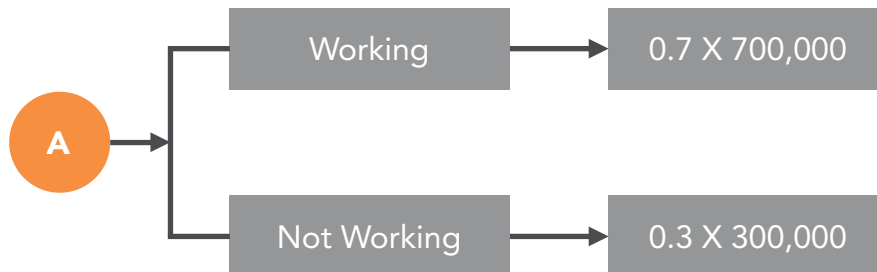 Working
0.7 X 700,000
A
Not Working
0.3 X 300,000